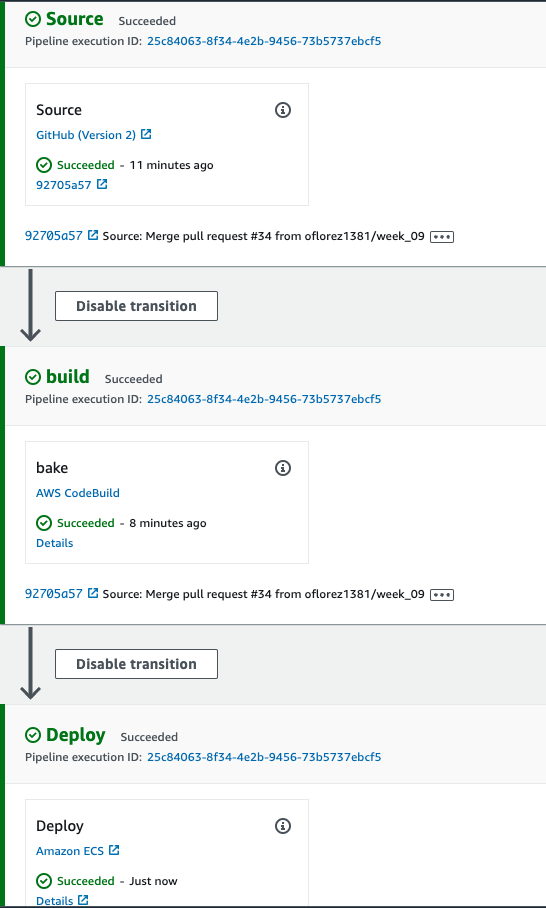 Source Succeeded
Pipeline execution ID: 25c84063-8f34-4e2b-9456-73b5737ebcf5
Source
GitHub (Version 2)
Succeeded - 11 minutes ago
92705a57
92705a57 Source: Merge pull request #34 from oflorez1381/week_09
Disable transition
build Succeeded
Pipeline execution ID: 25c84063-8f34-4e2b-9456-73b5737ebcf5
bake
AWS CodeBuild
Succeeded - 8 minutes ago
Details
92705a57 Source: Merge pull request #34 from oflorez1381/week_09
Disable transition
Deploy Succeeded
Pipeline execution ID: 25c84063-8f34-4e2b-9456-73b5737ebcf5
Deploy
Amazon ECS
Succeeded - Just now
Details